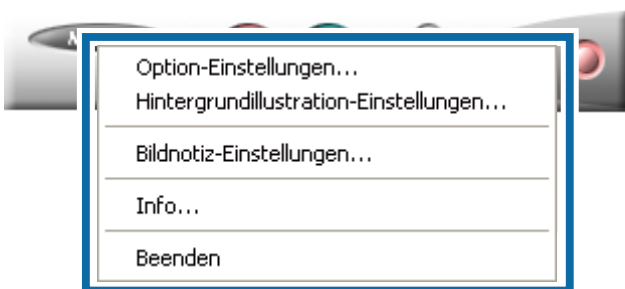 Option-Einstellungen...
Hintergrundillustration-Einstellungen...
Bildnotiz-Einstellungen...
Info...
Beenden